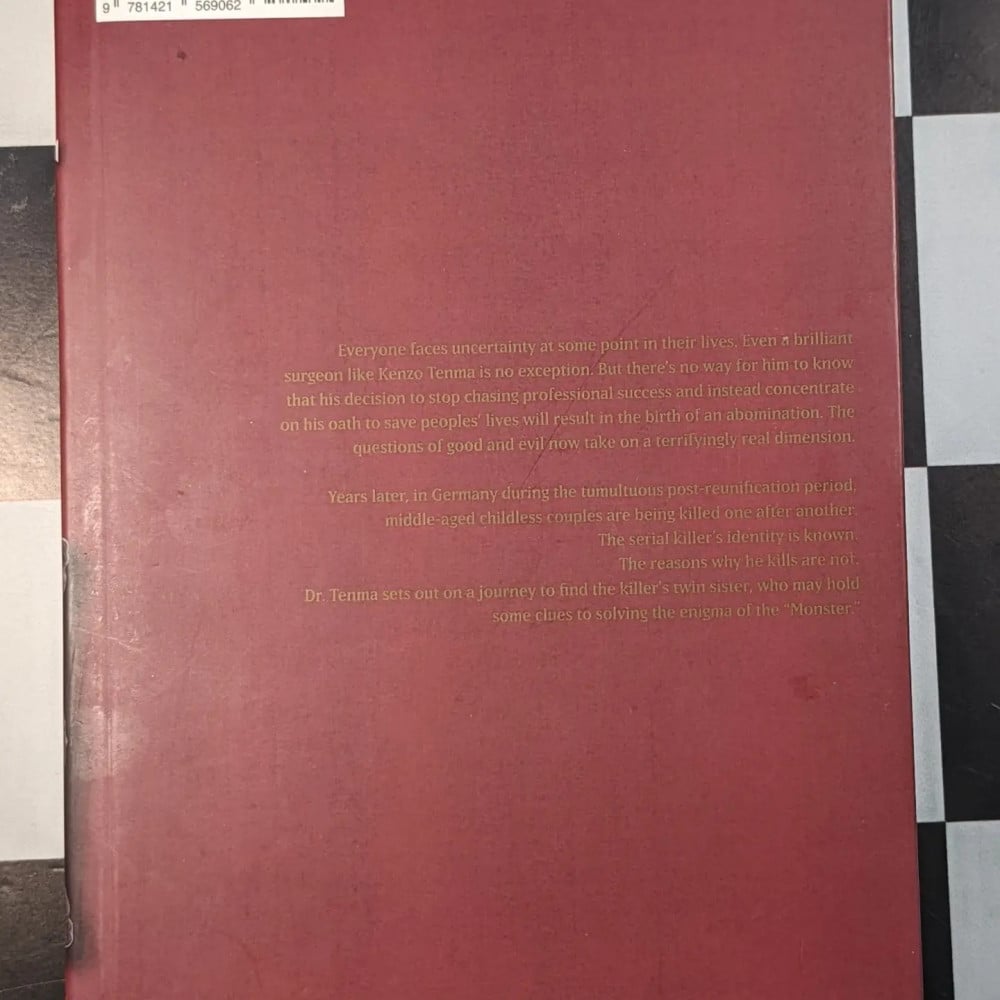 9 781421 569062
Everyone faces uncertainty at some point in their lives. Even a brilliant
surgeon like Kenzo Tenma is no exception. But there's no way for him to know
that his decision to stop chasing professional success and instead concentrate
on his oath to save peoples' lives will result in the birth of an abomination. The
questions of good and evil now take on a terrifyingly real dimension.
Years later, in Germany during the tumultuous post-reunification period,
middle-aged childless couples are being killed one after another.
The serial killer's identity is known.
The reasons why he kills are not.
Dr. Tenma sets out on a journey to find the killer's twin sister, who may hold
some clues to solving the enigma of the "Monster."